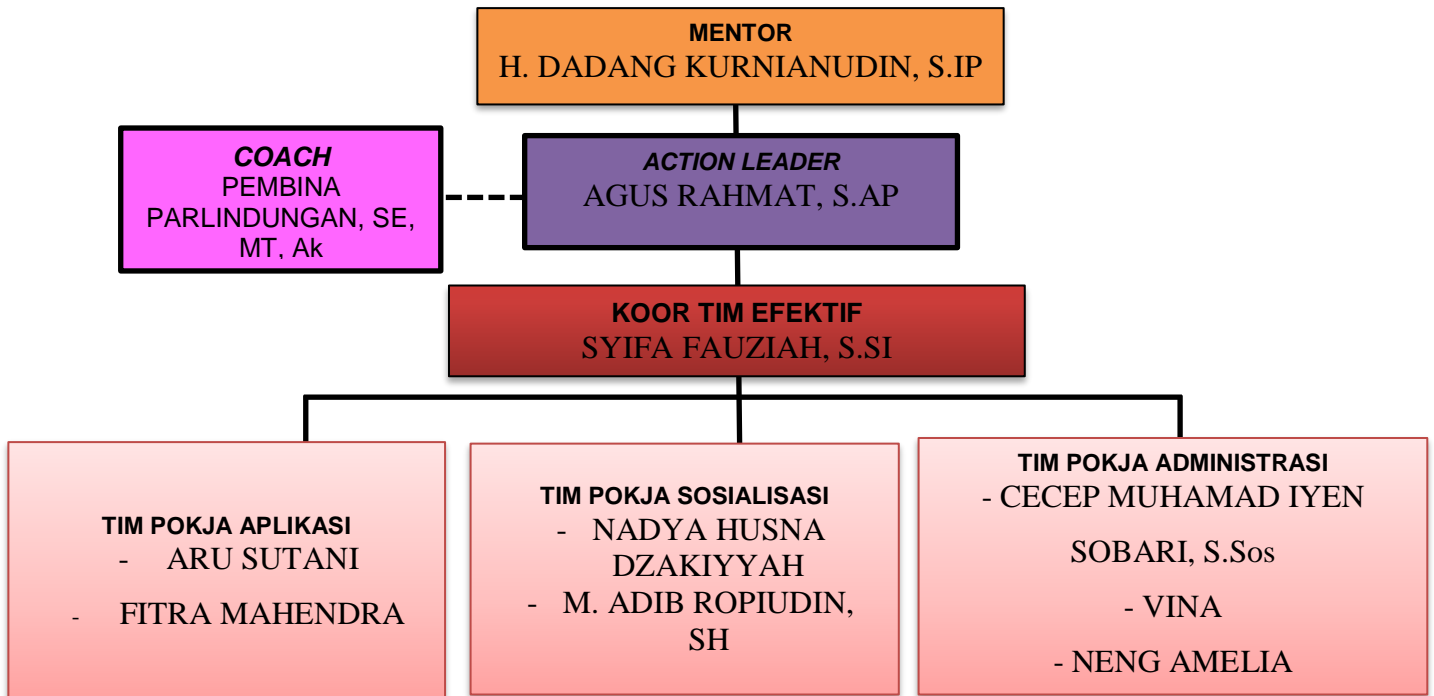 MENTOR
H. DADANG KURNIANUDIN, S.IP
COACH
PEMBINA
PARLINDUNGAN, SE,
MT, Ak
ACTION LEADER
AGUS RAHMAT, S.AP
KOOR TIM EFEKTIF
SYIFA FAUZIAH, S.SI
TIM POKJA APLIKASI
- ARU SUTANI
- FITRA MAHENDRA
TIM POKJA SOSIALISASI
- NADYA HUSNA
DZAKIYYAH
- M. ADIB ROPIUDIN,
SH
TIM POKJA ADMINISTRASI
- CECEP MUHAMAD IYEN
SOBARI, S.Sos
- VINA
- NENG AMELIA